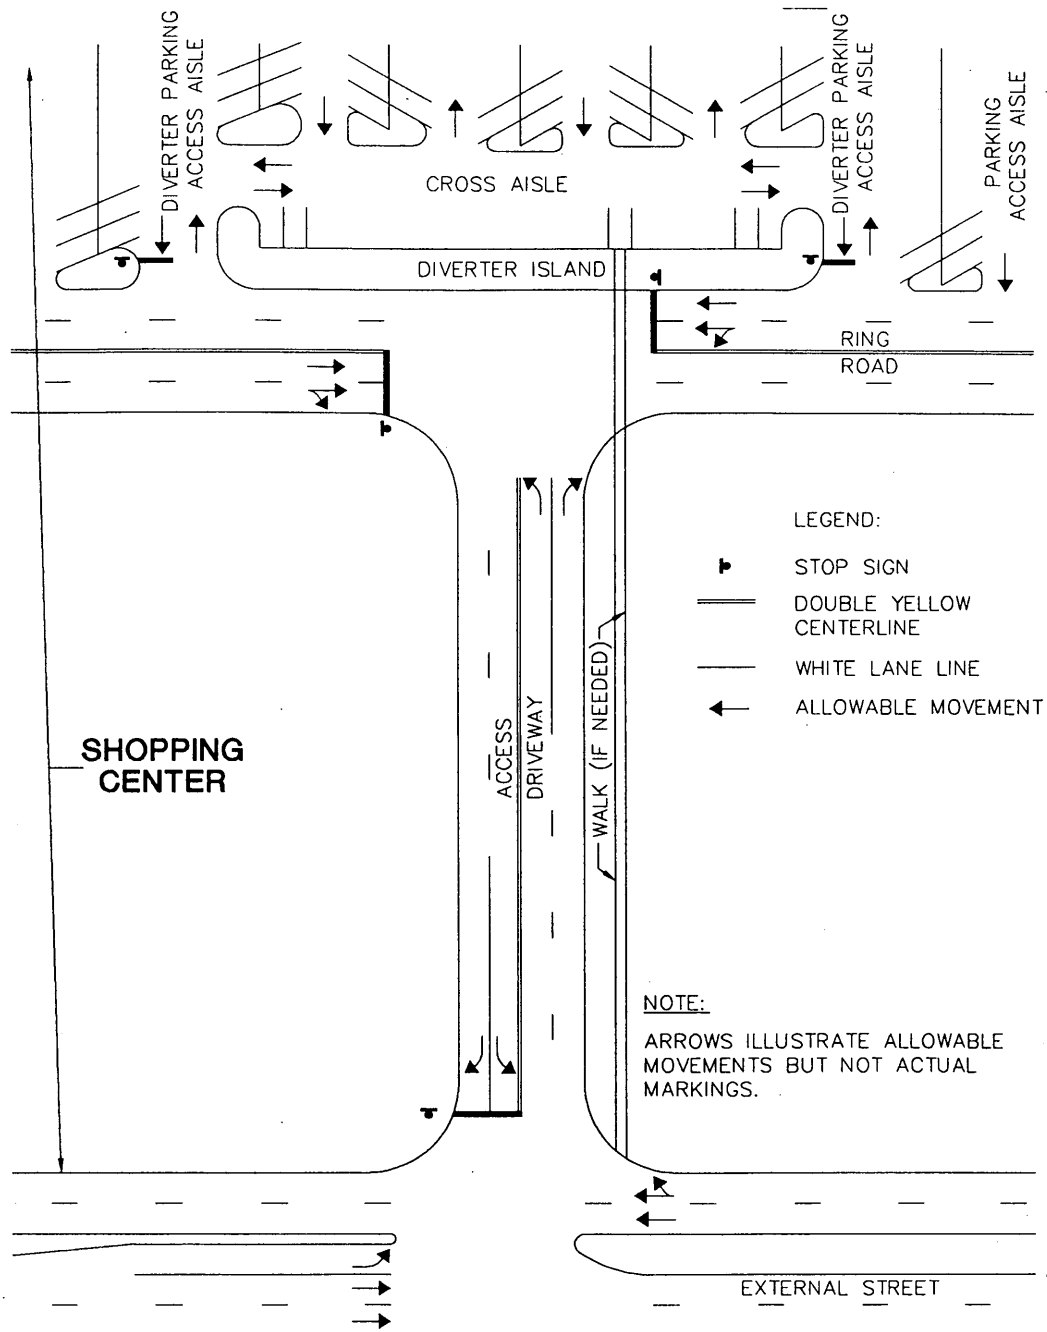 DIVERTER PARKING
ACCESS AISLE
DIVERTER PARKING
ACCESS AISLE
PARKING
ACCESS AISLE
CROSS AISLE
DIVERTER ISLAND
RING
ROAD
LEGEND:
STOP SIGN
DOUBLE YELLOW
CENTERLINE
WHITE LANE LINE
ALLOWABLE MOVEMENT
SHOPPING
CENTER
ACCESS
DRIVEWAY
WALK (IF NEEDED)
NOTE:
ARROWS ILLUSTRATE ALLOWABLE
MOVEMENTS BUT NOT ACTUAL
MARKINGS.
EXTERNAL STREET